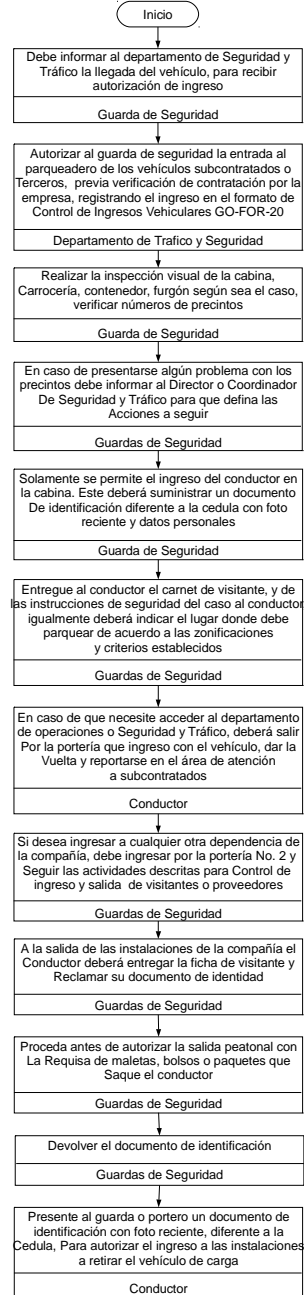 Inicio
Debe informar al departamento de Seguridad y
Tráfico la llegada del vehículo, para recibir
autorización de ingreso
Guarda de Seguridad
Autorizar al guarda de seguridad la entrada al
parqueadero de los vehículos subcontratados o
Terceros, previa verificación de contratación por la
empresa, registrando el ingreso en el formato de
Control de Ingresos Vehiculares GO-FOR-20
Departamento de Trafico y Seguridad
Realizar la inspección visual de la cabina,
Carrocería, contenedor, furgón según sea el caso,
verificar números de precintos
Guarda de Seguridad
En caso de presentarse algún problema con los
precintos debe informar al Director o Coordinador
De Seguridad y Tráfico para que defina las
Acciones a seguir
Guardas de Seguridad
Solamente se permite el ingreso del conductor en
la cabina. Este deberá suministrar un documento
De identificación diferente a la cedula con foto
reciente y datos personales
Guarda de Seguridad
Entregue al conductor el carnet de visitante, y de
las instrucciones de seguridad del caso al conductor
igualmente deberá indicar el lugar donde debe
parquear de acuerdo a las zonificaciones
y criterios establecidos
Guardas de Seguridad
En caso de que necesite acceder al departamento
de operaciones o Seguridad y Tráfico, deberá salir
Por la portería que ingreso con el vehículo, dar la
Vuelta y reportarse en el área de atención
a subcontratados
Conductor
Si desea ingresar a cualquier otra dependencia de
la compañía, debe ingresar por la portería No. 2 y
Seguir las actividades descritas para Control de
ingreso y salida  de visitantes o proveedores
Guardas de Seguridad
A la salida de las instalaciones de la compañía el
Conductor deberá entregar la ficha de visitante y
Reclamar su documento de identidad
Guardas de Seguridad
Proceda antes de autorizar la salida peatonal con
La Requisa de maletas, bolsos o paquetes que
Saque el conductor
Guardas de Seguridad
Devolver el documento de identificación
Guardas de Seguridad
Presente al guarda o portero un documento de
identificación con foto reciente, diferente a la
Cedula, Para autorizar el ingreso a las instalaciones
a retirar el vehículo de carga
Conductor